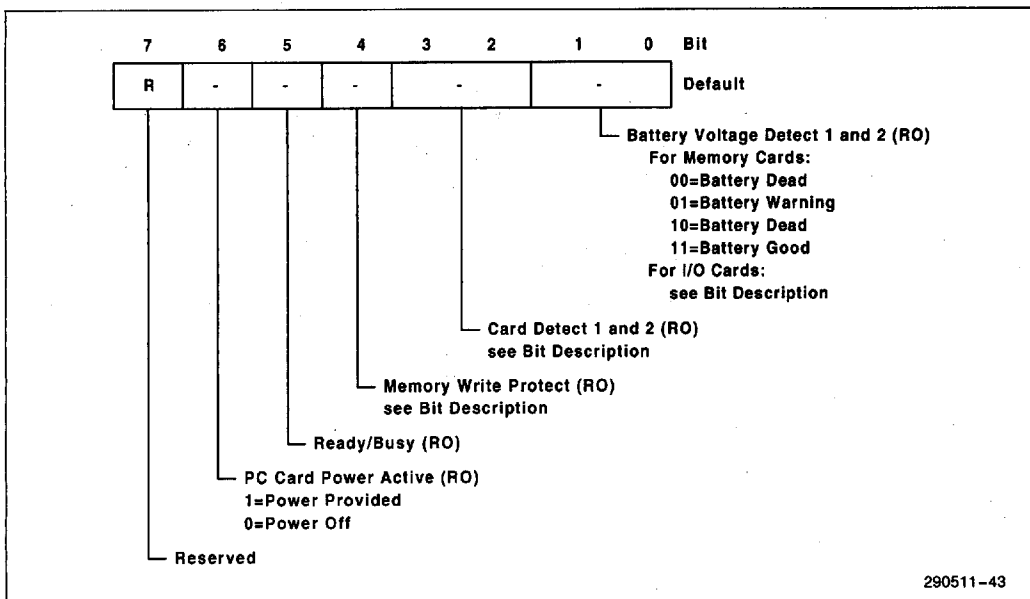 7 6 5 4 3 2 1 0 Bit
R - - - - - Default
Battery Voltage Detect 1 and 2 (RO)
For Memory Cards:
00=Battery Dead
01=Battery Warning
10=Battery Dead
11=Battery Good
For I/O Cards:
see Bit Description
Card Detect 1 and 2 (RO)
see Bit Description
Memory Write Protect (RO)
see Bit Description
Ready/Busy (RO)
PC Card Power Active (RO)
1=Power Provided
0=Power Off
Reserved
290511-43